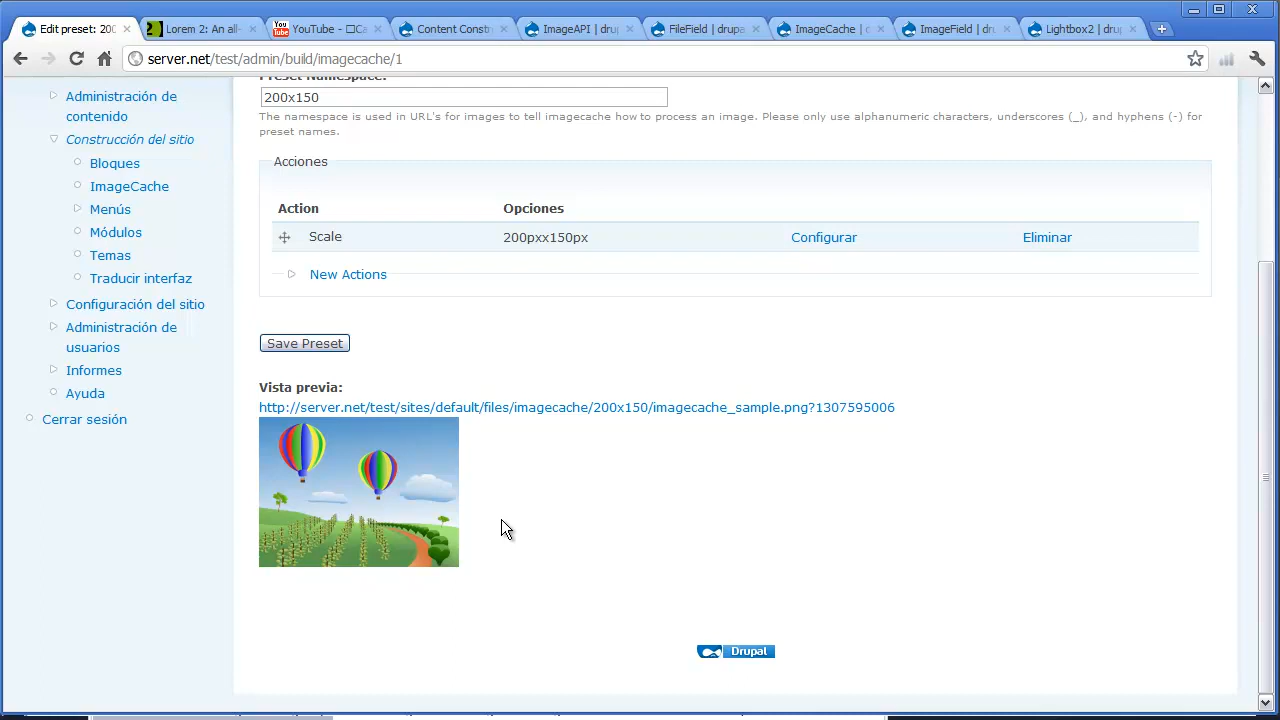 Edit preset: 200
Lorem 2: An all-
YouTube - □Ca
Content Constr
ImageAPI | drup
FileField | drupa
ImageCache | d
ImageField | dru
Lightbox2 | drup
server.net/test/admin/build/imagecache/1
Administración de
contenido
Construcción del sitio
Bloques
ImageCache
Menús
Módulos
Temas
Traducir interfaz
Configuración del sitio
Administración de
usuarios
Informes
Ayuda
Cerrar sesión
Preset Namespace:
200x150
The namespace is used in URL's for images to tell imagecache how to process an image. Please only use alphanumeric characters, underscores (_), and hyphens (-) for
preset names.
Acciones
Action Opciones
Scale 200pxx150px Configurar Eliminar
New Actions
Save Preset
Vista previa:
http://server.net/test/sites/default/files/imagecache/200x150/imagecache_sample.png?1307595006
Drupal